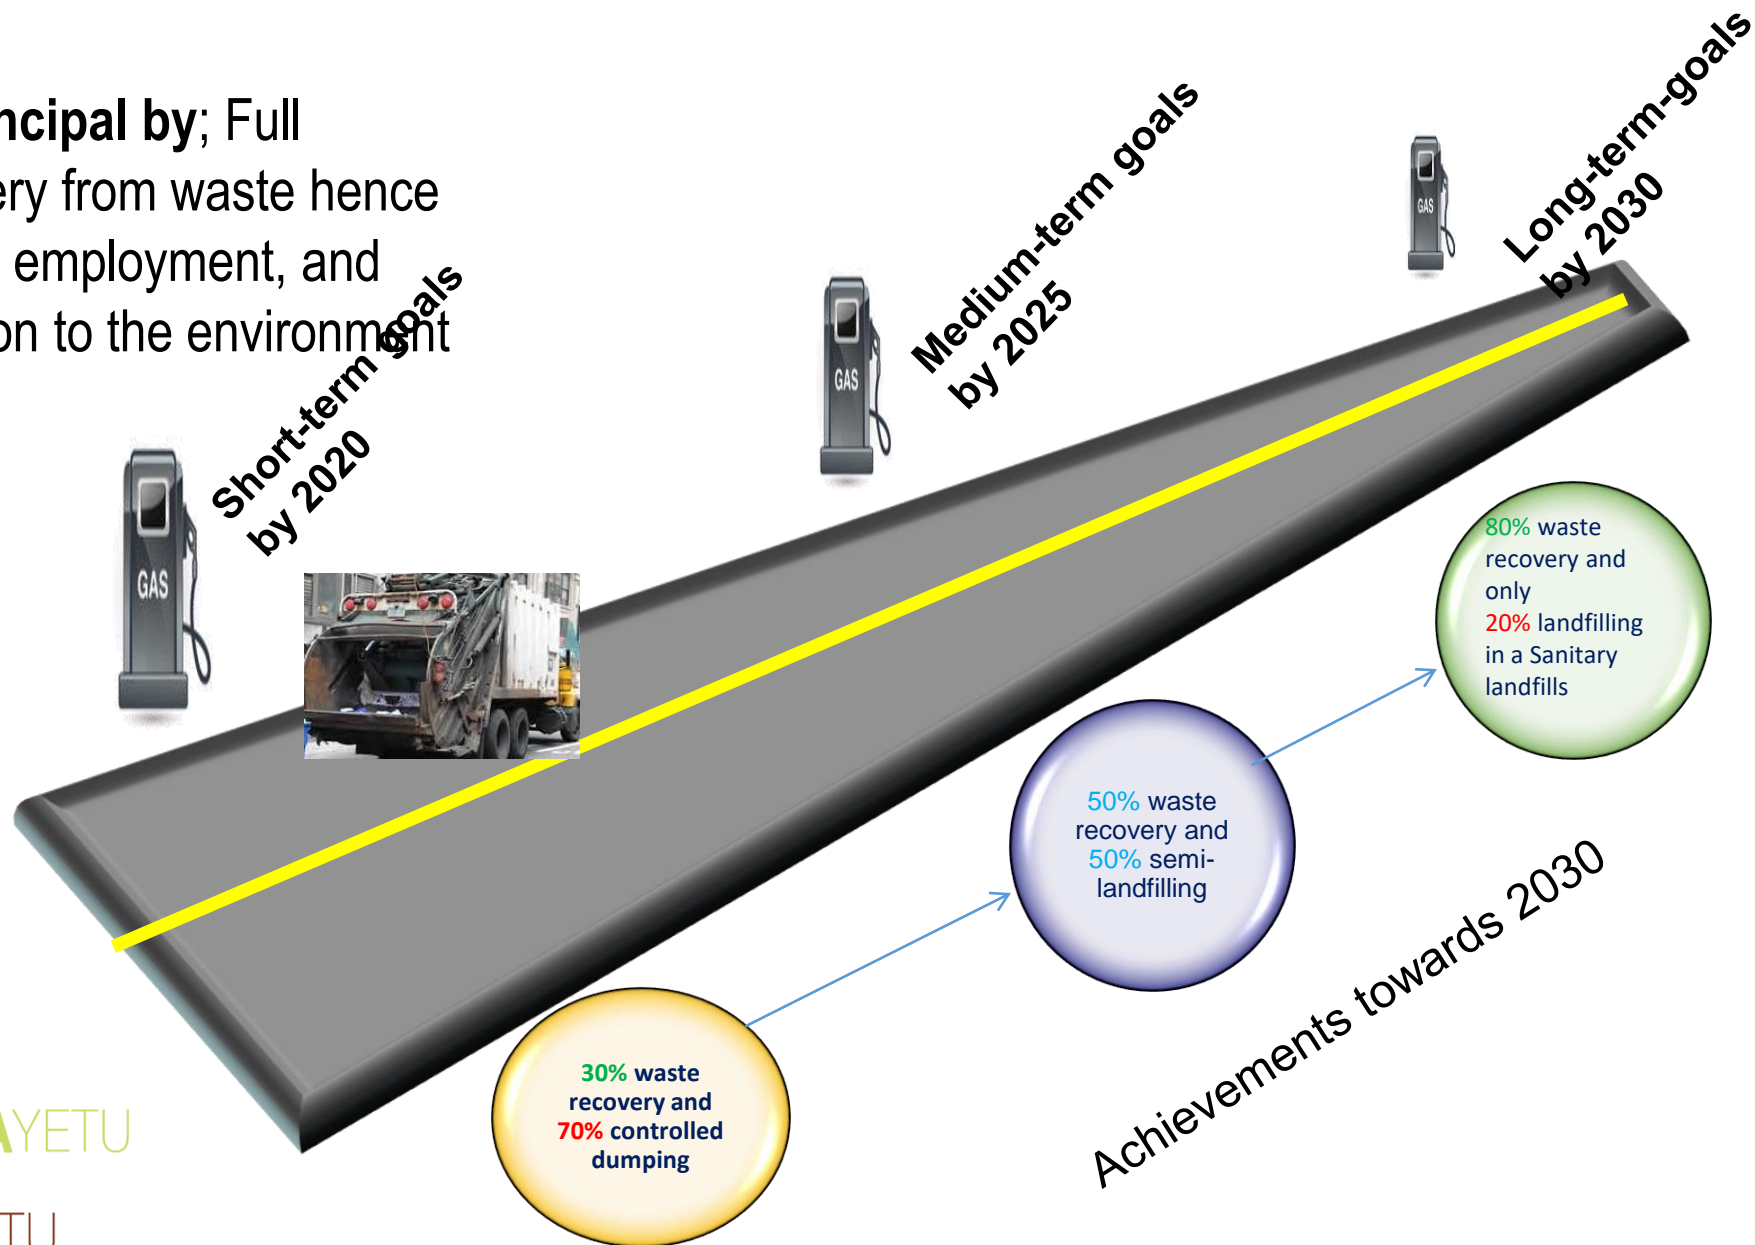 ncipal by; Full
ery from waste hence
employment, and
on to the environment
Short-term goals
by 2020
Medium-term goals
by 2025
Long-term-goals
by 2030
GAS
GAS
GAS
80% waste
recovery and
only
20% landfilling
in a Sanitary
landfills
50% waste
recovery and
50% semi-
landfilling
30% waste
recovery and
70% controlled
dumping
Achievements towards 2030
AYETU
TU